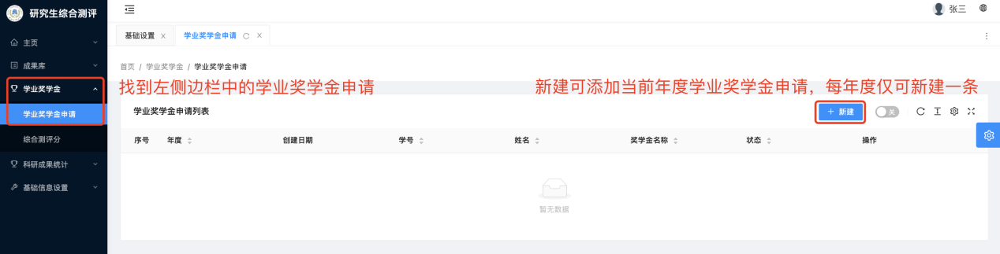 研究生综合测评
张三
主页
基础设置
学业奖学金申请
成果库
首页 / 学业奖学金 / 学业奖学金申请
学业奖学金
找到左侧边栏中的学业奖学金申请
新建可添加当前年度学业奖学金申请，每年度仅可新建一条
学业奖学金申请
学业奖学金申请列表
+ 新建
关
综合测评分
序号 年度 创建日期 学号 姓名 奖学金名称 状态 操作
科研成果统计
基础信息设置
暂无数据